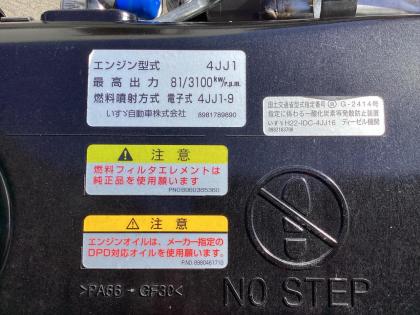 エンジン型式 4JJ1
最高出力 81/3100kW/r.p.m.
燃料噴射方式 電子式 4JJ1-9
いすゞ自動車株式会社 8981789690
国土交通省型式指定番号 G-2414号
指定に係わる一酸化炭素等発散防止装置
いすゞH22-IDC-4JJ16 ディーゼル機関
注意
燃料フィルタエレメントは
純正品を使用願います
注意
エンジンオイルは、メーカー指定の
DPD対応オイルを使用願います。
>PA66-GF30<
NO STEP